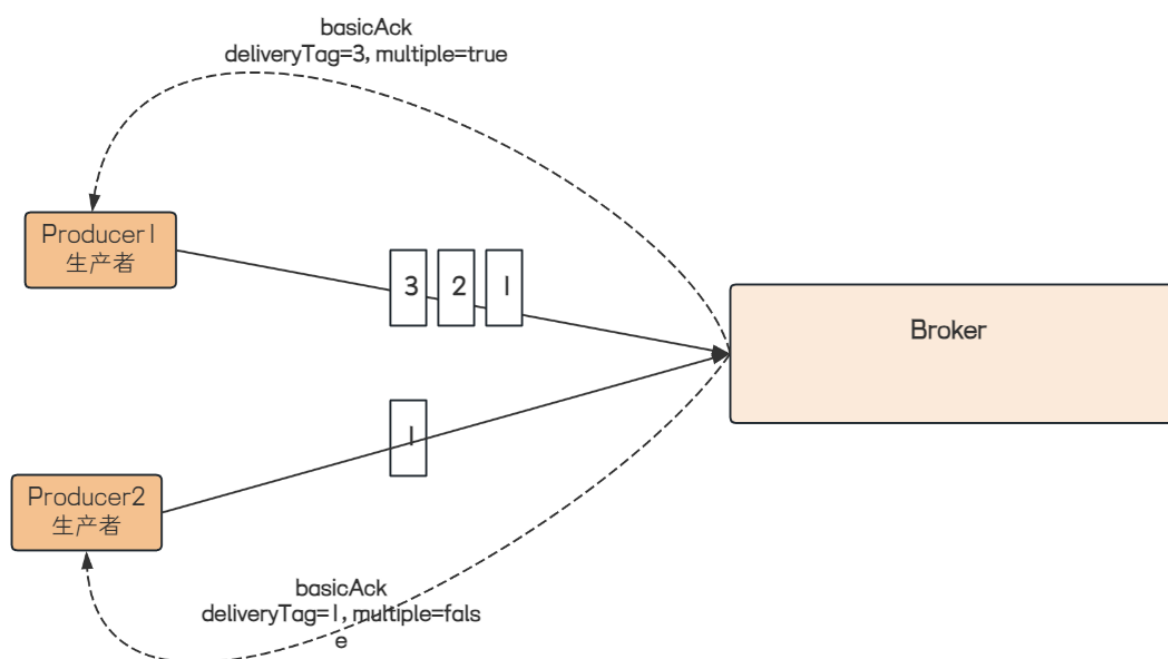 basicAck
deliveryTag=3, multiple=true
Producer1
生产者
3 2 1
Broker
1
Producer2
生产者
basicAck
deliveryTag=1, multiple=fals
e